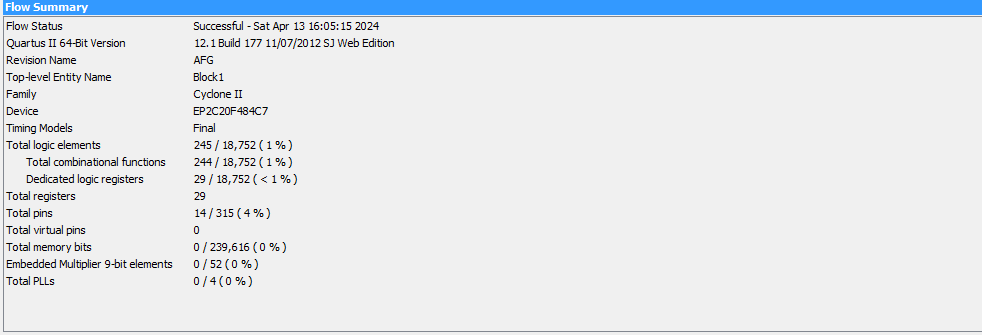 Flow Summary
Flow Status Successful - Sat Apr 13 16:05:15 2024
Quartus II 64-Bit Version 12.1 Build 177 11/07/2012 SJ Web Edition
Revision Name AFG
Top-level Entity Name Block1
Family Cyclone II
Device EP2C20F484C7
Timing Models Final
Total logic elements 245 / 18,752 ( 1 % )
Total combinational functions 244 / 18,752 ( 1 % )
Dedicated logic registers 29 / 18,752 ( < 1 % )
Total registers 29
Total pins 14 / 315 ( 4 % )
Total virtual pins 0
Total memory bits 0 / 239,616 ( 0 % )
Embedded Multiplier 9-bit elements 0 / 52 ( 0 % )
Total PLLs 0 / 4 ( 0 % )